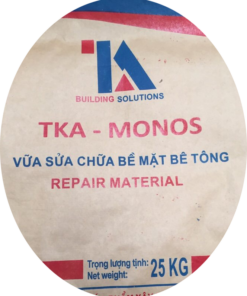 TKA
BUILDING SOLUTIONS
TKA - MONOS
VỮA SỬA CHỮA BỀ MẶT BÊ TÔNG
REPAIR MATERIAL
Trọng lượng tịnh: 25 KG
Net weight: